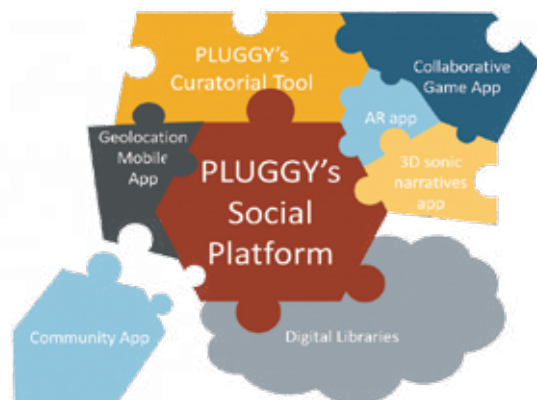 PLUGGY's
Curatorial Tool
Collaborative
Game App
AR app
Geolocation
Mobile
App
3D sonic
narratives
app
PLUGGY's
Social
Platform
Community App
Digital Libraries